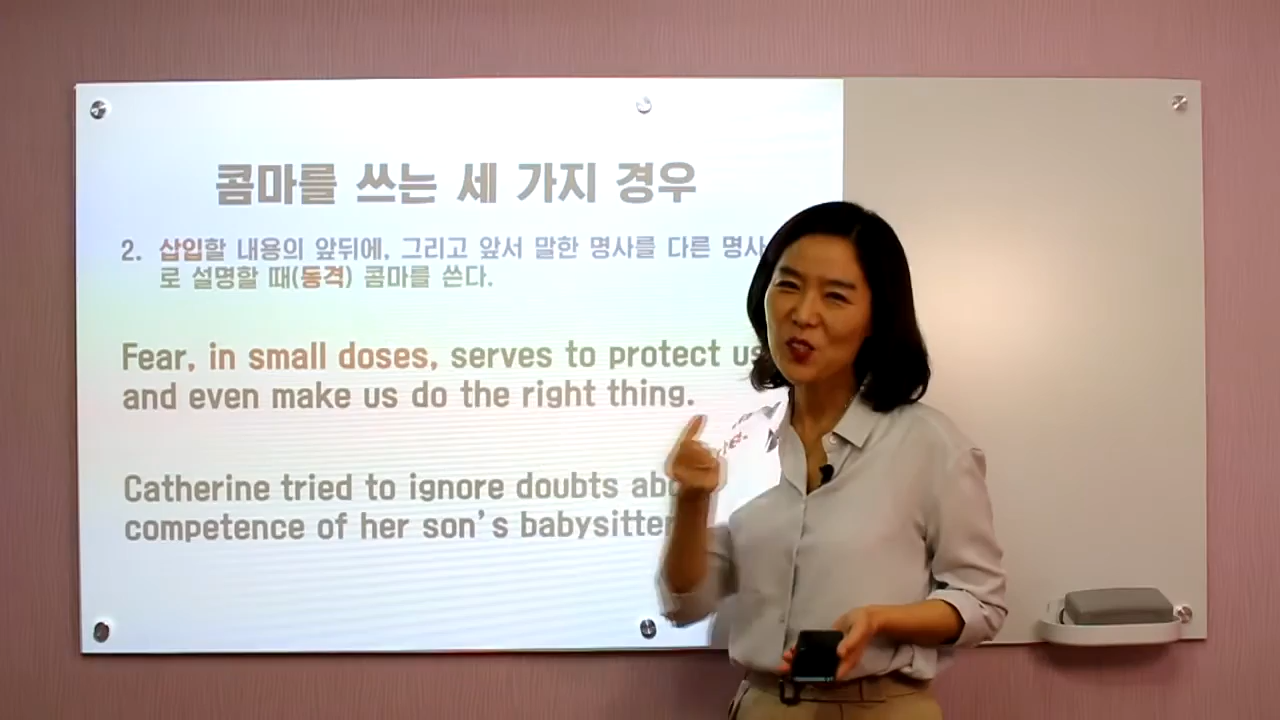 콤마를 쓰는 세 가지 경우
2. 삽입할 내용의 앞뒤에, 그리고 앞서 말한 명사를 다른 명사
로 설명할 때(동격) 콤마를 쓴다.
Fear, in small doses, serves to protect us
and even make us do the right thing.
Catherine tried to ignore doubts
competence of her son’s babysitter